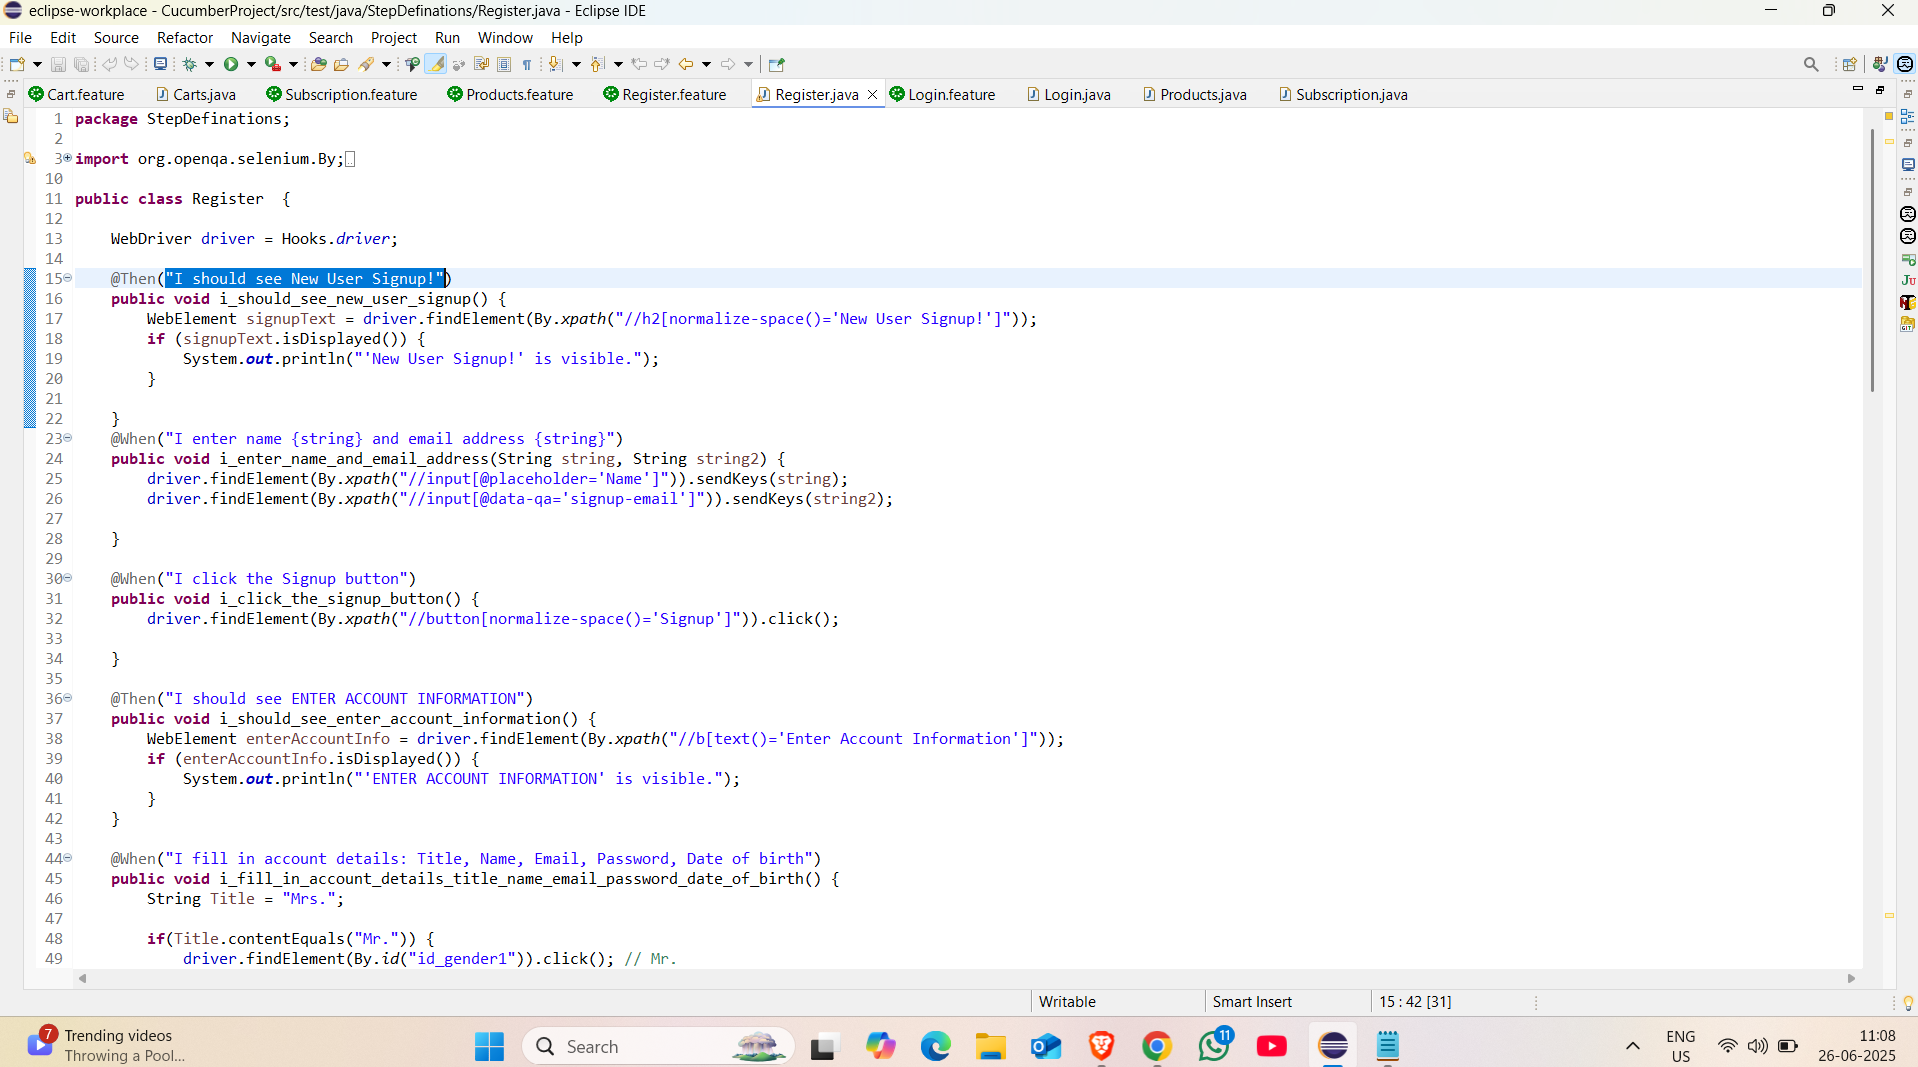 eclipse-workplace - CucumberProject/src/test/java/StepDefinations/Register.java - Eclipse IDE
File Edit Source Refactor Navigate Search Project Run Window Help
Cart.feature Carts.java Subscription.feature Products.feature Register.feature Register.java Login.feature Login.java Products.java Subscription.java
1 package StepDefinations;
2
3 import org.openqa.selenium.By;
10
11 public class Register  {
12
13     WebDriver driver = Hooks.driver;
14
15     @Then("I should see New User Signup!")
16     public void i_should_see_new_user_signup() {
17         WebElement signupText = driver.findElement(By.xpath("//h2[normalize-space()='New User Signup!']"));
18         if (signupText.isDisplayed()) {
19             System.out.println("'New User Signup!' is visible.");
20         }
21
22     }
23     @When("I enter name {string} and email address {string}")
24     public void i_enter_name_and_email_address(String string, String string2) {
25         driver.findElement(By.xpath("//input[@placeholder='Name']")).sendKeys(string);
26         driver.findElement(By.xpath("//input[@data-qa='signup-email']")).sendKeys(string2);
27
28     }
29
30     @When("I click the Signup button")
31     public void i_click_the_signup_button() {
32         driver.findElement(By.xpath("//button[normalize-space()='Signup']")).click();
33
34     }
35
36     @Then("I should see ENTER ACCOUNT INFORMATION")
37     public void i_should_see_enter_account_information() {
38         WebElement enterAccountInfo = driver.findElement(By.xpath("//b[text()='Enter Account Information']"));
39         if (enterAccountInfo.isDisplayed()) {
40             System.out.println("'ENTER ACCOUNT INFORMATION' is visible.");
41         }
42     }
43
44     @When("I fill in account details: Title, Name, Email, Password, Date of birth")
45     public void i_fill_in_account_details_title_name_email_password_date_of_birth() {
46         String Title = "Mrs.";
47
48         if(Title.contentEquals("Mr.")) {
49             driver.findElement(By.id("id_gender1")).click(); // Mr.
Writable Smart Insert 15 : 42 [31]
7 Trending videos
Throwing a Pool...
Search
11
ENG
US
11:08
26-06-2025